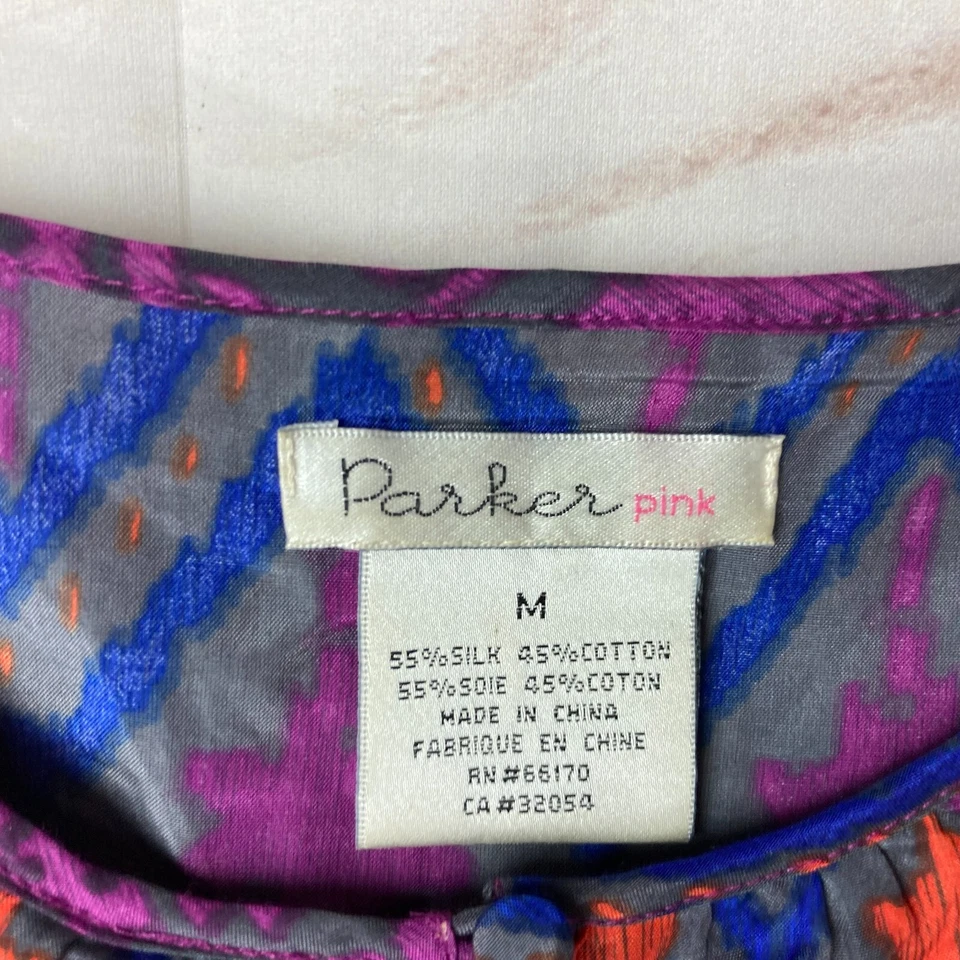 Parker pink
M
55%SILK 45%COTTON
55%SOIE 45%COTON
MADE IN CHINA
FABRIQUE EN CHINE
RN#66170
CA#32054